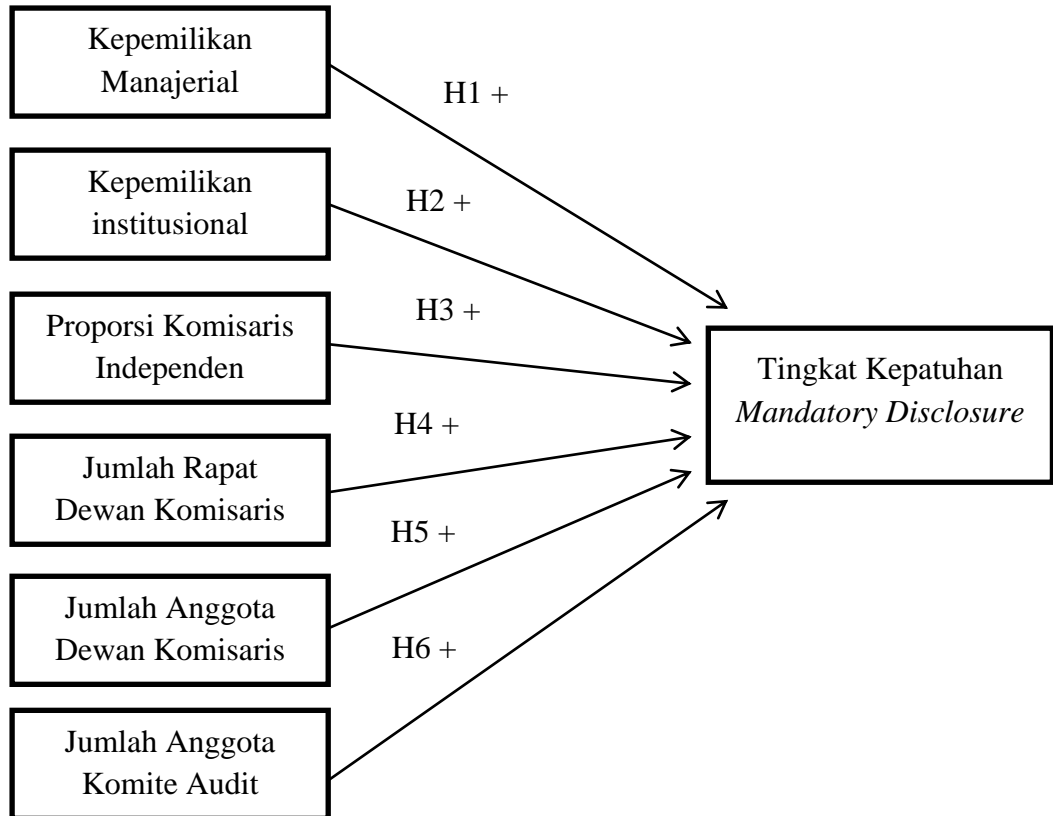 Kepemilikan
Manajerial
H1 +
Kepemilikan
institusional
H2 +
Proporsi Komisaris
Independen
H3 +
Jumlah Rapat
Dewan Komisaris
H4 +
Jumlah Anggota
Dewan Komisaris
H5 +
Jumlah Anggota
Komite Audit
H6 +
Tingkat Kepatuhan
Mandatory Disclosure